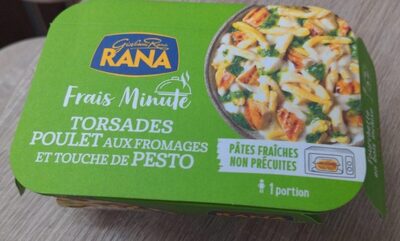 Giovanni Rana
RANA
Frais Minute
TORSADES
POULET AUX FROMAGES
ET TOUCHE DE PESTO
PÂTES FRAÎCHES
NON PRÉCUITES
1 portion
RANA